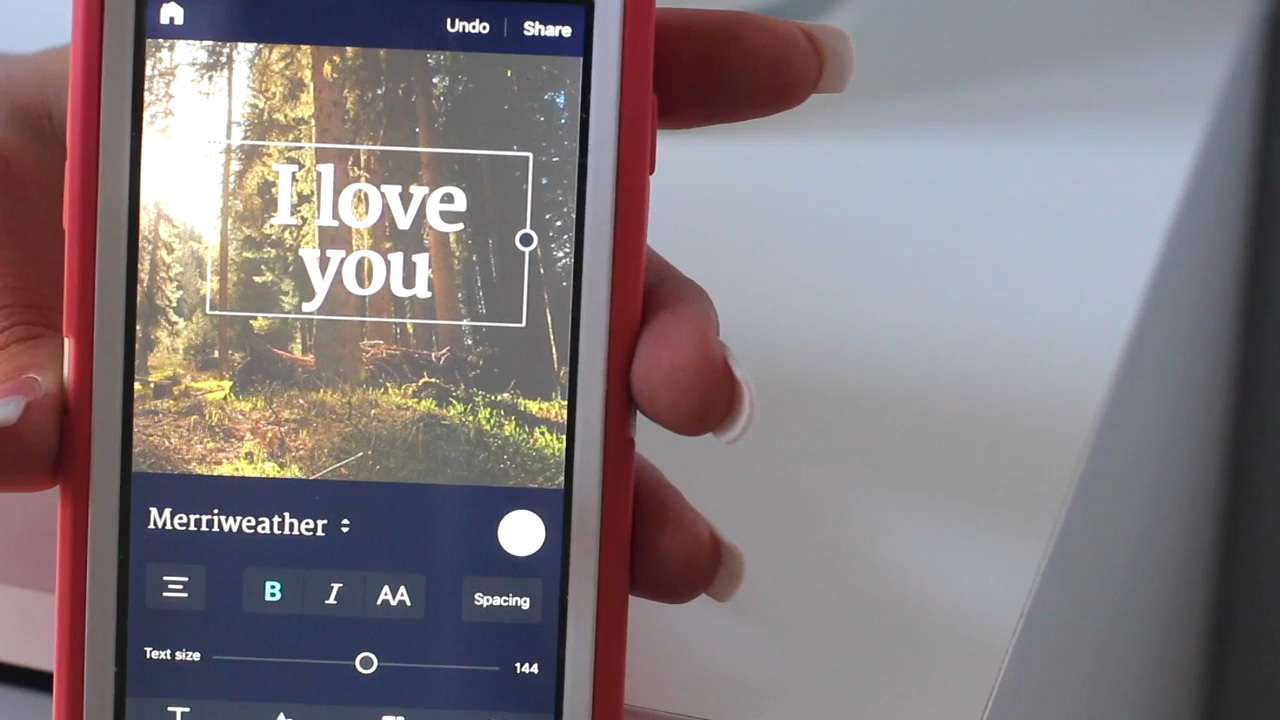 Undo
Share
I love
you
Merriweather
B I AA
Spacing
Text size
144